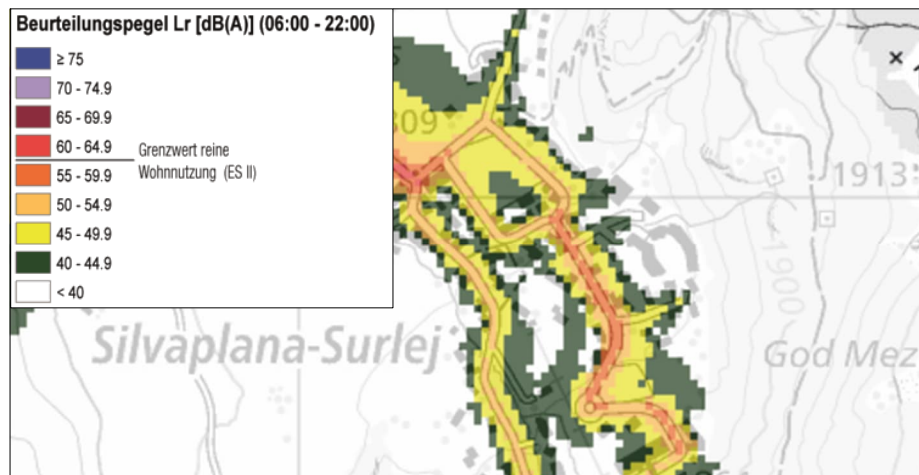 Beurteilungspegel Lr [dB(A)] (06:00 - 22:00)
≥ 75
70 - 74.9
65 - 69.9
60 - 64.9
Grenzwert reine
Wohnnutzung (ES II)
55 - 59.9
50 - 54.9
45 - 49.9
40 - 44.9
< 40
809
1913
1900
Silvaplana-Surlej
God Mez